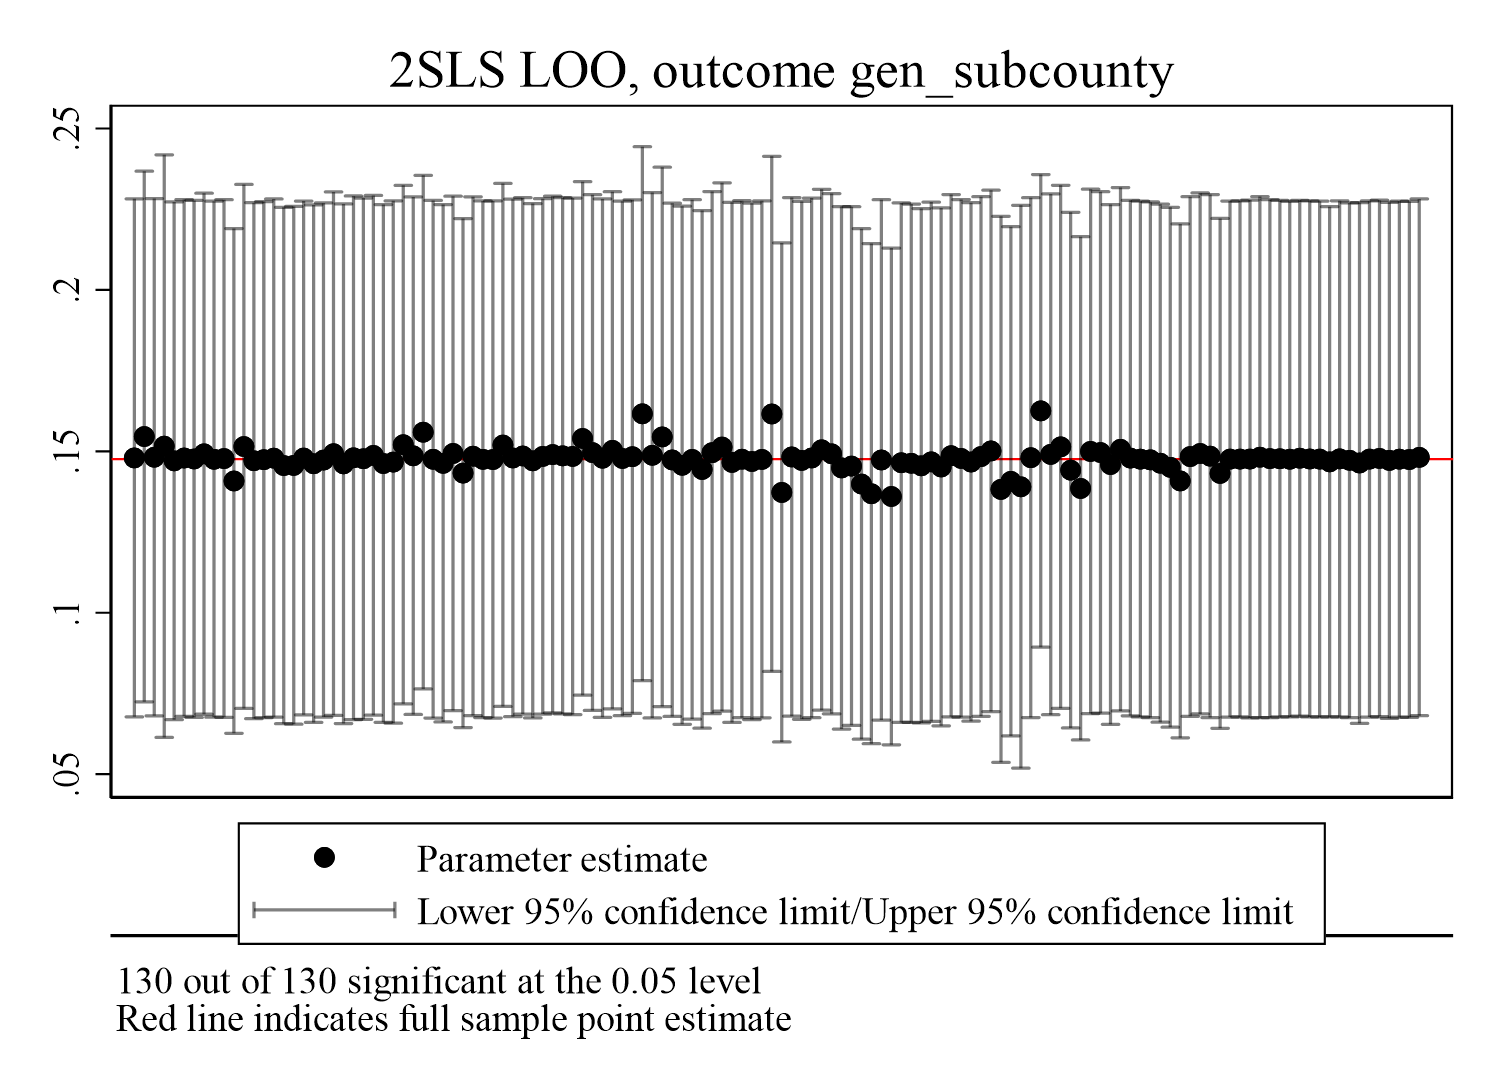 2SLS LOO, outcome gen_subcounty
.25
.2
.15
.1
.05
Parameter estimate
Lower 95% confidence limit/Upper 95% confidence limit
130 out of 130 significant at the 0.05 level
Red line indicates full sample point estimate